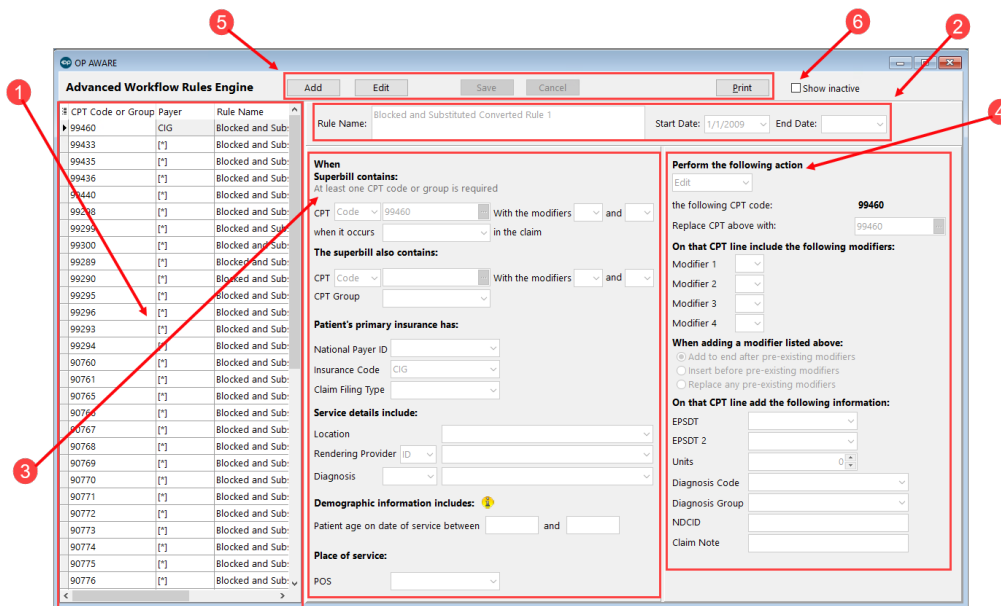 5
6
2
OP AWARE
1
Advanced Workflow Rules Engine
Add Edit Save Cancel Print Show inactive
CPT Code or Group Payer Rule Name
Rule Name: Blocked and Substituted Converted Rule 1 Start Date: 1/1/2009 End Date:
4
99460 CIG Blocked and Sub:
99433 [*] Blocked and Sub:
99435 [*] Blocked and Sub:
99436 [*] Blocked and Sub:
99440 [*] Blocked and Sub:
99298 [*] Blocked and Sub:
99299 [*] Blocked and Sub:
99300 [*] Blocked and Sub:
99289 [*] Blocked and Sub:
99290 [*] Blocked and Sub:
99295 [*] Blocked and Sub:
99296 [*] Blocked and Sub:
99293 [*] Blocked and Sub:
99294 [*] Blocked and Sub:
90760 [*] Blocked and Sub:
90761 [*] Blocked and Sub:
90765 [*] Blocked and Sub:
90766 [*] Blocked and Sub:
90767 [*] Blocked and Sub:
90768 [*] Blocked and Sub:
90769 [*] Blocked and Sub:
90770 [*] Blocked and Sub:
90771 [*] Blocked and Sub:
90772 [*] Blocked and Sub:
90773 [*] Blocked and Sub:
90774 [*] Blocked and Sub:
90775 [*] Blocked and Sub:
90776 [*] Blocked and Sub:
3
When
Superbill contains:
At least one CPT code or group is required
CPT Code 99460 With the modifiers and
when it occurs in the claim
The superbill also contains:
CPT Code With the modifiers and
CPT Group
Patient's primary insurance has:
National Payer ID
Insurance Code CIG
Claim Filing Type
Service details include:
Location
Rendering Provider ID
Diagnosis
Demographic information includes:
Patient age on date of service between and
Place of service:
POS
Perform the following action
Edit
the following CPT code: 99460
Replace CPT above with: 99460
On that CPT line include the following modifiers:
Modifier 1
Modifier 2
Modifier 3
Modifier 4
When adding a modifier listed above:
Add to end after pre-existing modifiers
Insert before pre-existing modifiers
Replace any pre-existing modifiers
On that CPT line add the following information:
EPSDT
EPSDT 2
Units 0
Diagnosis Code
Diagnosis Group
NDCID
Claim Note